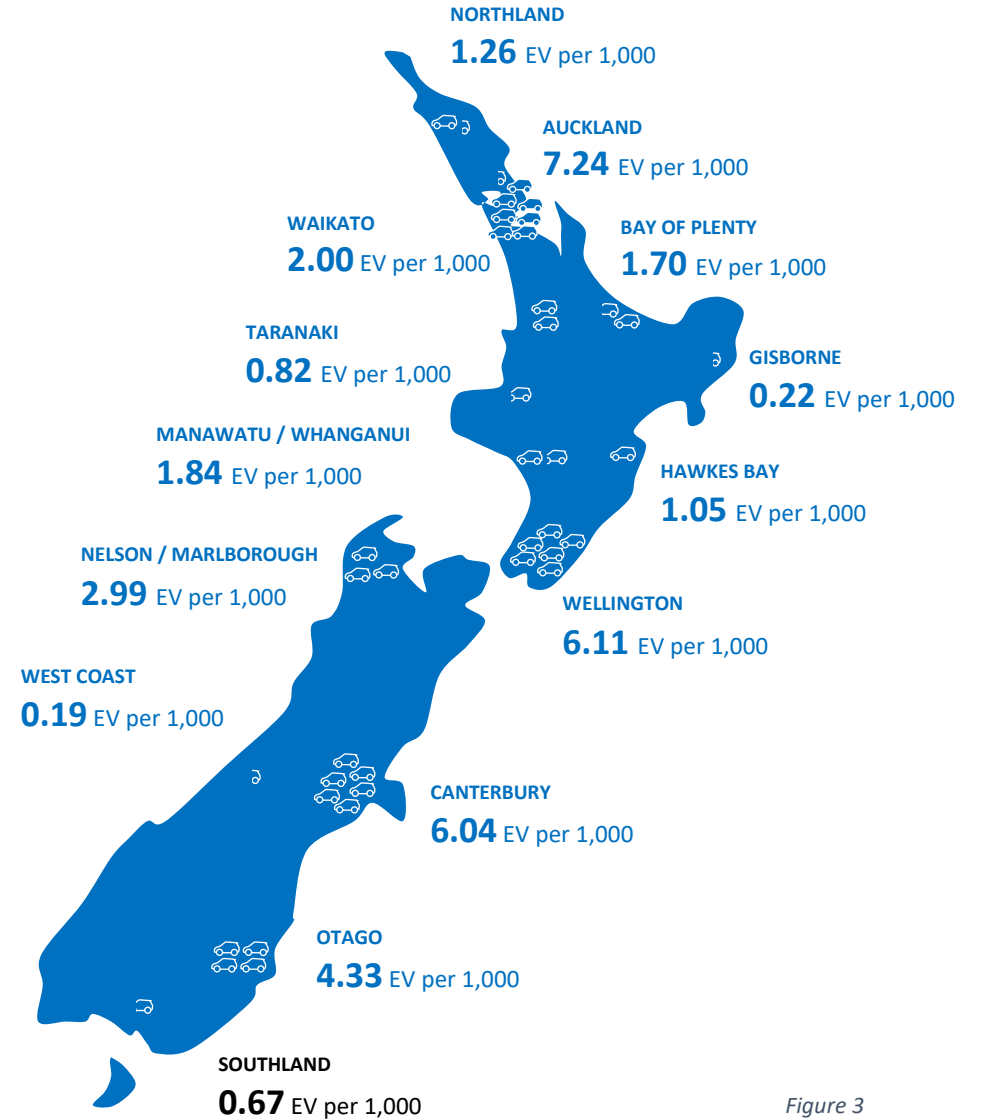 NORTHLAND
1.26 EV per 1,000
AUCKLAND
7.24 EV per 1,000
WAIKATO
2.00 EV per 1,000
BAY OF PLENTY
1.70 EV per 1,000
TARANAKI
0.82 EV per 1,000
GISBORNE
0.22 EV per 1,000
MANAWATU / WHANGANUI
1.84 EV per 1,000
HAWKES BAY
1.05 EV per 1,000
NELSON / MARLBOROUGH
2.99 EV per 1,000
WELLINGTON
6.11 EV per 1,000
WEST COAST
0.19 EV per 1,000
CANTERBURY
6.04 EV per 1,000
OTAGO
4.33 EV per 1,000
SOUTHLAND
0.67 EV per 1,000
Figure 3